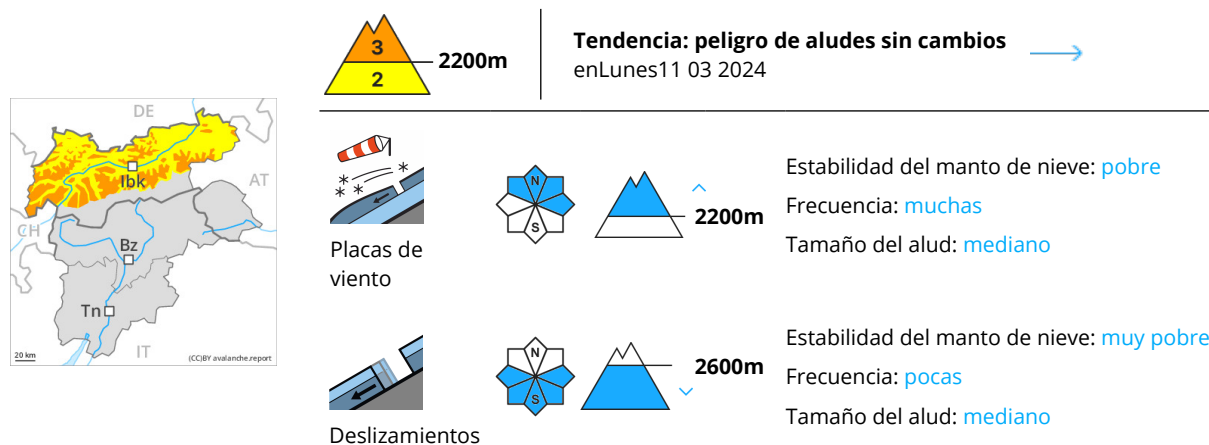 3
2
2200m
Tendencia: peligro de aludes sin cambios
enLunes11 03 2024
DE
AT
Ibk
CH
Bz
Tn
IT
20 km
(CC)BY avalanche.report
N
S
2200m
Placas de
viento
Estabilidad del manto de nieve: pobre
Frecuencia: muchas
Tamaño del alud: mediano
N
S
2600m
Deslizamientos
Estabilidad del manto de nieve: muy pobre
Frecuencia: pocas
Tamaño del alud: mediano